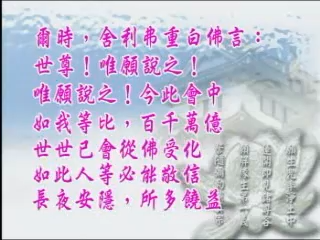 爾時，舍利弗重白佛言：
世尊！唯願說之！
唯願說之！今此會中
如我等比，百千萬億
世世已曾從佛受化
如此人等必能敬信
長夜安隱，所多饒益